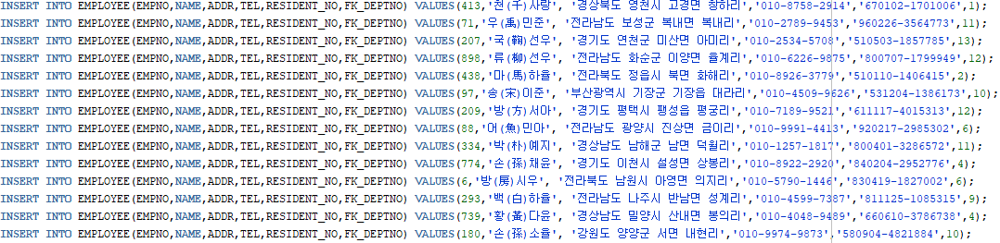 INSERT INTO EMPLOYEE(EMPNO,NAME,ADDR,TEL,RESIDENT_NO,FK_DEPTNO) VALUES(413,'천(千)사랑', '경상북도 영천시 고경면 창하리','010-8758-2914','670102-1701006',1);
INSERT INTO EMPLOYEE(EMPNO,NAME,ADDR,TEL,RESIDENT_NO,FK_DEPTNO) VALUES(71,'우(禹)민준', '전라남도 보성군 복내면 복내리','010-2789-9453','960226-3564773',11);
INSERT INTO EMPLOYEE(EMPNO,NAME,ADDR,TEL,RESIDENT_NO,FK_DEPTNO) VALUES(207,'국(鞠)선우', '경기도 연천군 미산면 아미리','010-2534-5708','510503-1857785',13);
INSERT INTO EMPLOYEE(EMPNO,NAME,ADDR,TEL,RESIDENT_NO,FK_DEPTNO) VALUES(898,'류(柳)선우', '전라남도 화순군 이양면 율계리','010-6226-9875','800707-1799949',12);
INSERT INTO EMPLOYEE(EMPNO,NAME,ADDR,TEL,RESIDENT_NO,FK_DEPTNO) VALUES(438,'마(馬)하율', '전라북도 정읍시 북면 화해리','010-8926-3779','510110-1406415',2);
INSERT INTO EMPLOYEE(EMPNO,NAME,ADDR,TEL,RESIDENT_NO,FK_DEPTNO) VALUES(97,'송(宋)이준', '부산광역시 기장군 기장읍 대라리','010-4509-9626','531204-1386173',10);
INSERT INTO EMPLOYEE(EMPNO,NAME,ADDR,TEL,RESIDENT_NO,FK_DEPTNO) VALUES(209,'방(方)서아', '경기도 평택시 팽성읍 평궁리','010-7189-9521','611117-4015313',12);
INSERT INTO EMPLOYEE(EMPNO,NAME,ADDR,TEL,RESIDENT_NO,FK_DEPTNO) VALUES(88,'어(魚)민아', '전라남도 광양시 진상면 금이리','010-9991-4413','920217-2985302',6);
INSERT INTO EMPLOYEE(EMPNO,NAME,ADDR,TEL,RESIDENT_NO,FK_DEPTNO) VALUES(334,'박(朴)예지', '경상남도 남해군 남면 덕월리','010-1257-1817','800401-3286572',11);
INSERT INTO EMPLOYEE(EMPNO,NAME,ADDR,TEL,RESIDENT_NO,FK_DEPTNO) VALUES(774,'손(孫)채윤', '경기도 이천시 설성면 상봉리','010-8922-2920','840204-2952776',4);
INSERT INTO EMPLOYEE(EMPNO,NAME,ADDR,TEL,RESIDENT_NO,FK_DEPTNO) VALUES(6,'방(房)시우', '전라북도 남원시 아영면 의지리','010-5790-1446','830419-1827002',6);
INSERT INTO EMPLOYEE(EMPNO,NAME,ADDR,TEL,RESIDENT_NO,FK_DEPTNO) VALUES(293,'백(白)하율', '전라남도 나주시 반남면 성계리','010-4599-7387','811125-1085315',9);
INSERT INTO EMPLOYEE(EMPNO,NAME,ADDR,TEL,RESIDENT_NO,FK_DEPTNO) VALUES(739,'황(黃)다윤', '경상남도 밀양시 산내면 봉의리','010-4048-9489','660610-3786738',4);
INSERT INTO EMPLOYEE(EMPNO,NAME,ADDR,TEL,RESIDENT_NO,FK_DEPTNO) VALUES(180,'손(孫)소율', '강원도 양양군 서면 내현리','010-9974-9873','580904-4821884',10);